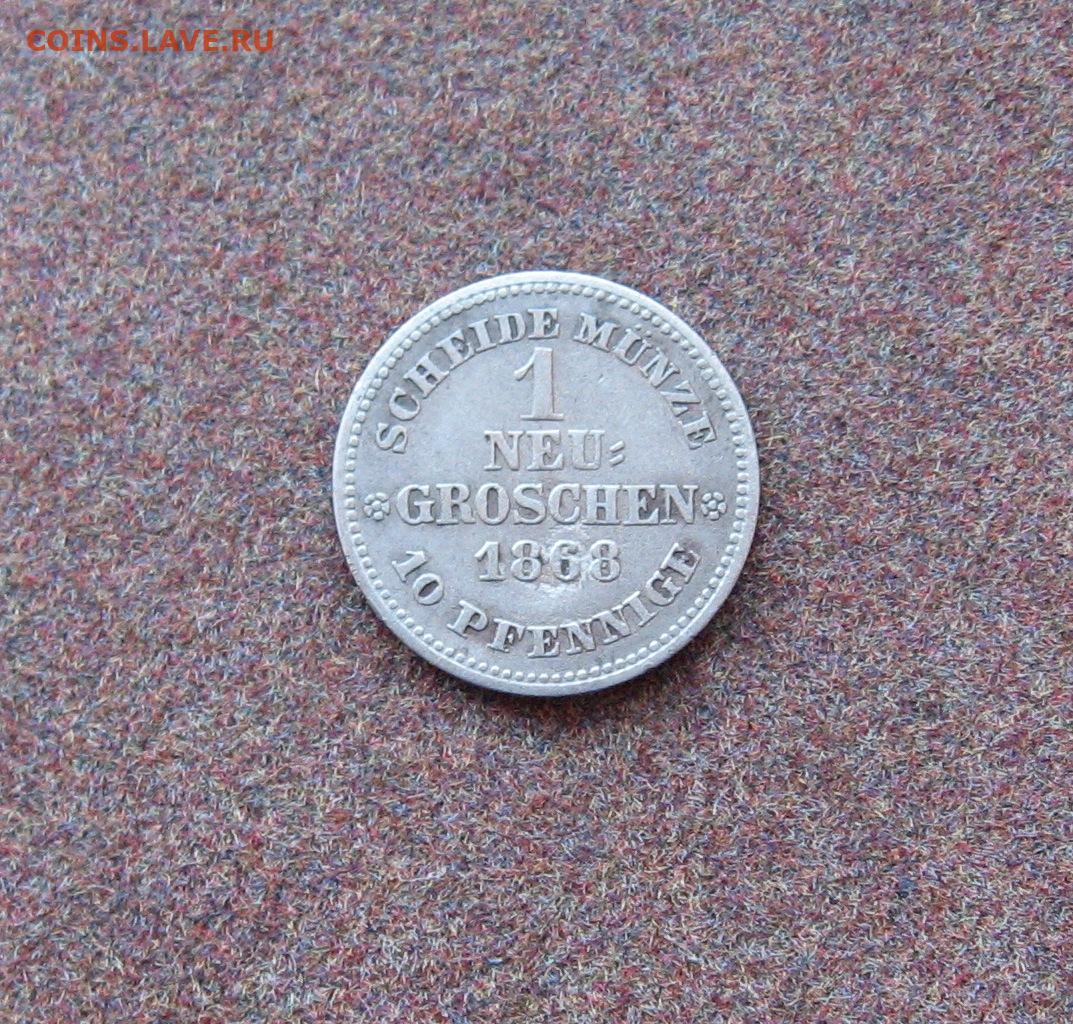 COINS.LAVE.RU
SCHEIDE MÜNZE
1
NEU=
GROSCHEN
1868
10 PFENNIGE